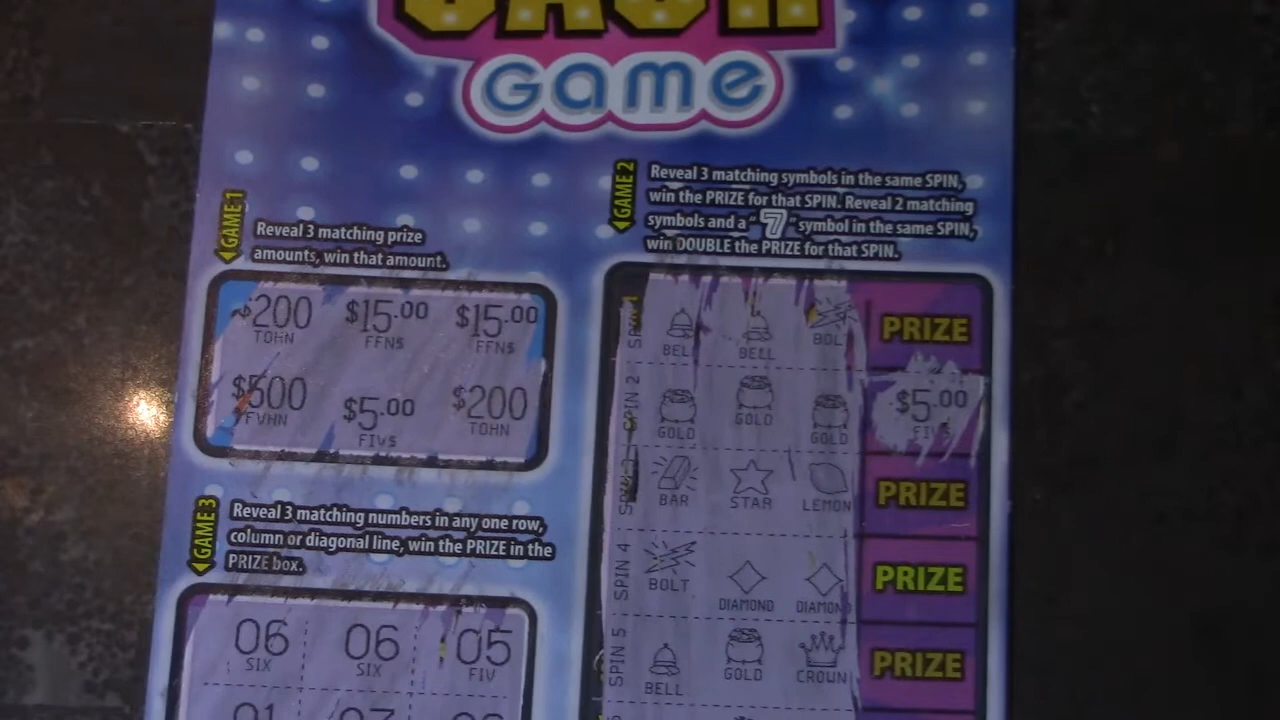 CASH
Game
GAME 1
Reveal 3 matching prize
amounts, win that amount.
$200 $15.00 $15.00
TOHN FFN$ FFN$
$500 $5.00 $200
FVHN FIV$ TOHN
GAME 2
Reveal 3 matching symbols in the same SPIN,
win the PRIZE for that SPIN. Reveal 2 matching
symbols and a "7" symbol in the same SPIN,
win DOUBLE the PRIZE for that SPIN.
BELL BOLT PRIZE
SPIN 2 GOLD GOLD GOLD $5.00
FIV$
BAR STAR LEMON PRIZE
SPIN 4 BOLT DIAMOND DIAMOND PRIZE
SPIN 5 BELL GOLD CROWN PRIZE
GAME 3
Reveal 3 matching numbers in any one row,
column or diagonal line, win the PRIZE in the
PRIZE box.
06 06 05
SIX SIX FIV